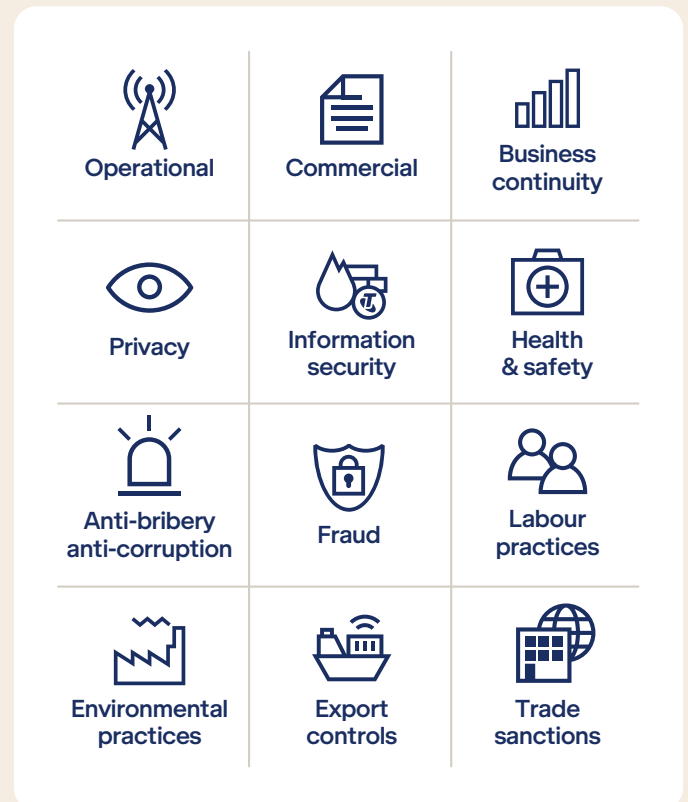 Operational
Commercial
Business
continuity
Privacy
Information
security
Health
& safety
Anti-bribery
anti-corruption
Fraud
Labour
practices
Environmental
practices
Export
controls
Trade
sanctions